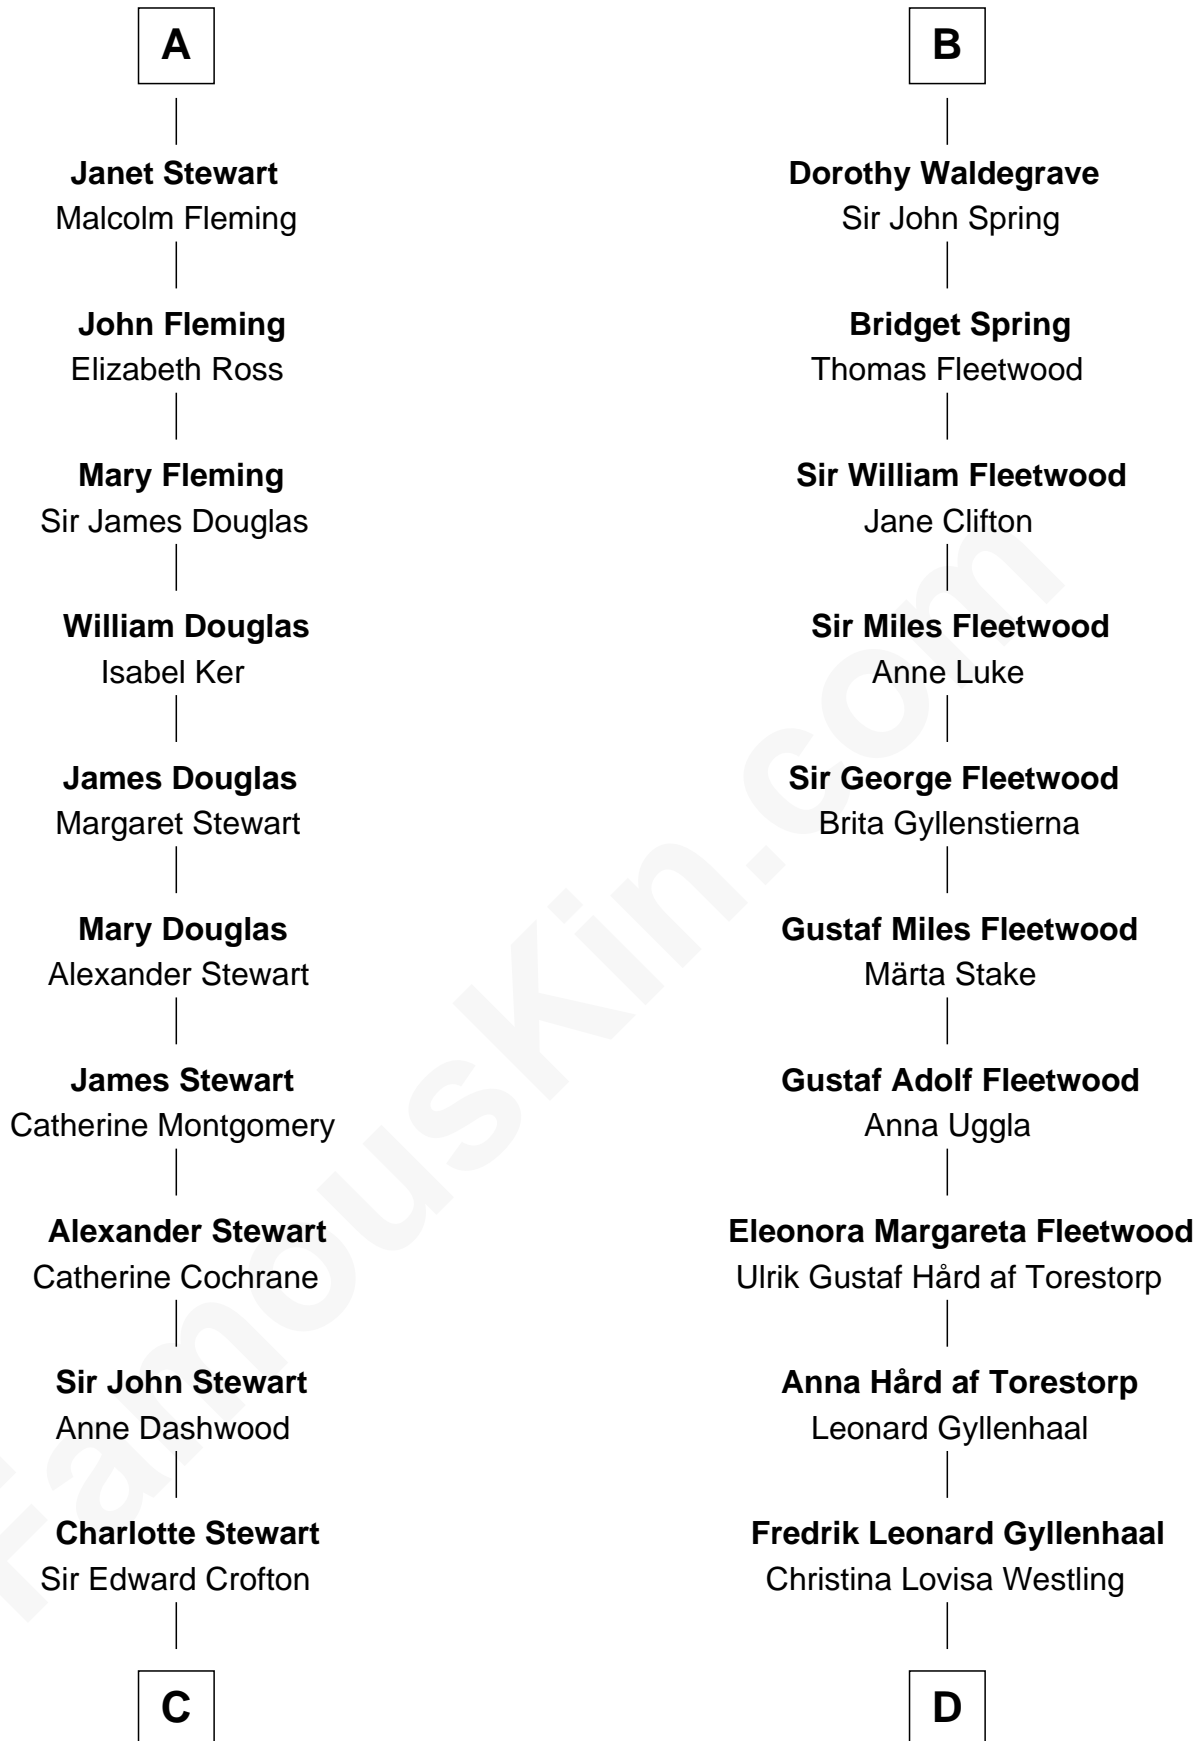 A
Janet Stewart
Malcolm Fleming
John Fleming
Elizabeth Ross
Mary Fleming
Sir James Douglas
William Douglas
Isabel Ker
James Douglas
Margaret Stewart
Mary Douglas
Alexander Stewart
James Stewart
Catherine Montgomery
Alexander Stewart
Catherine Cochrane
Sir John Stewart
Anne Dashwood
Charlotte Stewart
Sir Edward Crofton
C
B
Dorothy Waldegrave
Sir John Spring
Bridget Spring
Thomas Fleetwood
Sir William Fleetwood
Jane Clifton
Sir Miles Fleetwood
Anne Luke
Sir George Fleetwood
Brita Gyllenstierna
Gustaf Miles Fleetwood
Märta Stake
Gustaf Adolf Fleetwood
Anna Uggla
Eleonora Margareta Fleetwood
Ulrik Gustaf Hård af Torestorp
Anna Hård af Torestorp
Leonard Gyllenhaal
Fredrik Leonard Gyllenhaal
Christina Lovisa Westling
D
FamousKin.com